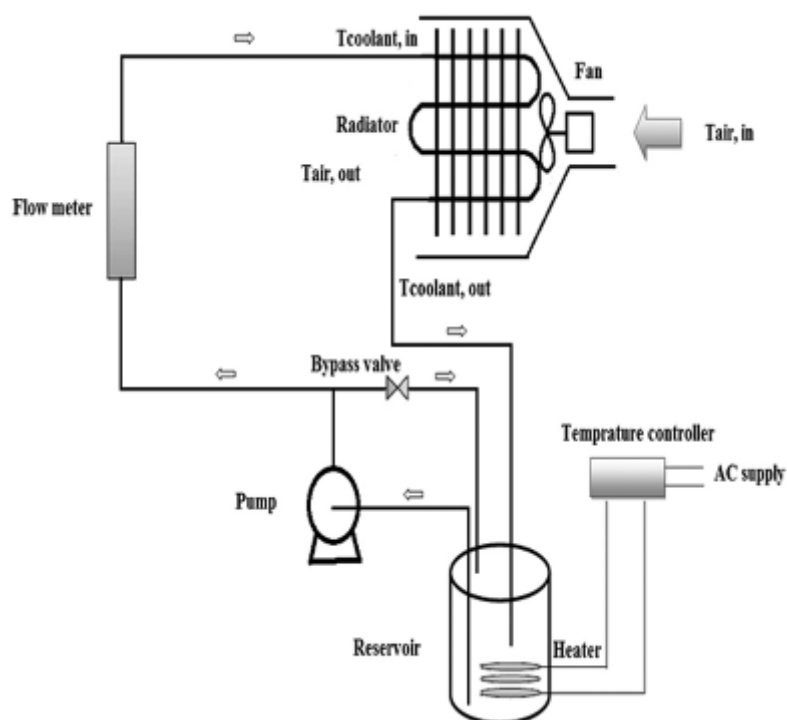 Tcoolant, in
Fan
Radiator
Tair, in
Tair, out
Flow meter
Tcoolant, out
Bypass valve
Temprature controller
AC supply
Pump
Reservoir
Heater